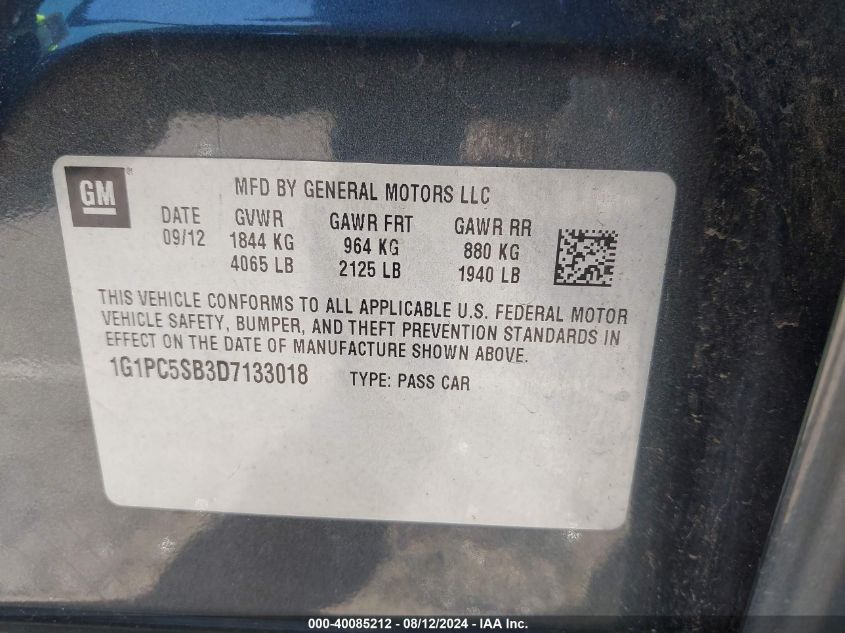 GM ®
MFD BY GENERAL MOTORS LLC
DATE GVWR GAWR FRT GAWR RR
09/12 1844 KG 964 KG 880 KG
4065 LB 2125 LB 1940 LB
THIS VEHICLE CONFORMS TO ALL APPLICABLE U.S. FEDERAL MOTOR
VEHICLE SAFETY, BUMPER, AND THEFT PREVENTION STANDARDS IN
EFFECT ON THE DATE OF MANUFACTURE SHOWN ABOVE.
1G1PC5SB3D7133018 TYPE: PASS CAR
000-40085212 - 08/12/2024 - IAA Inc.